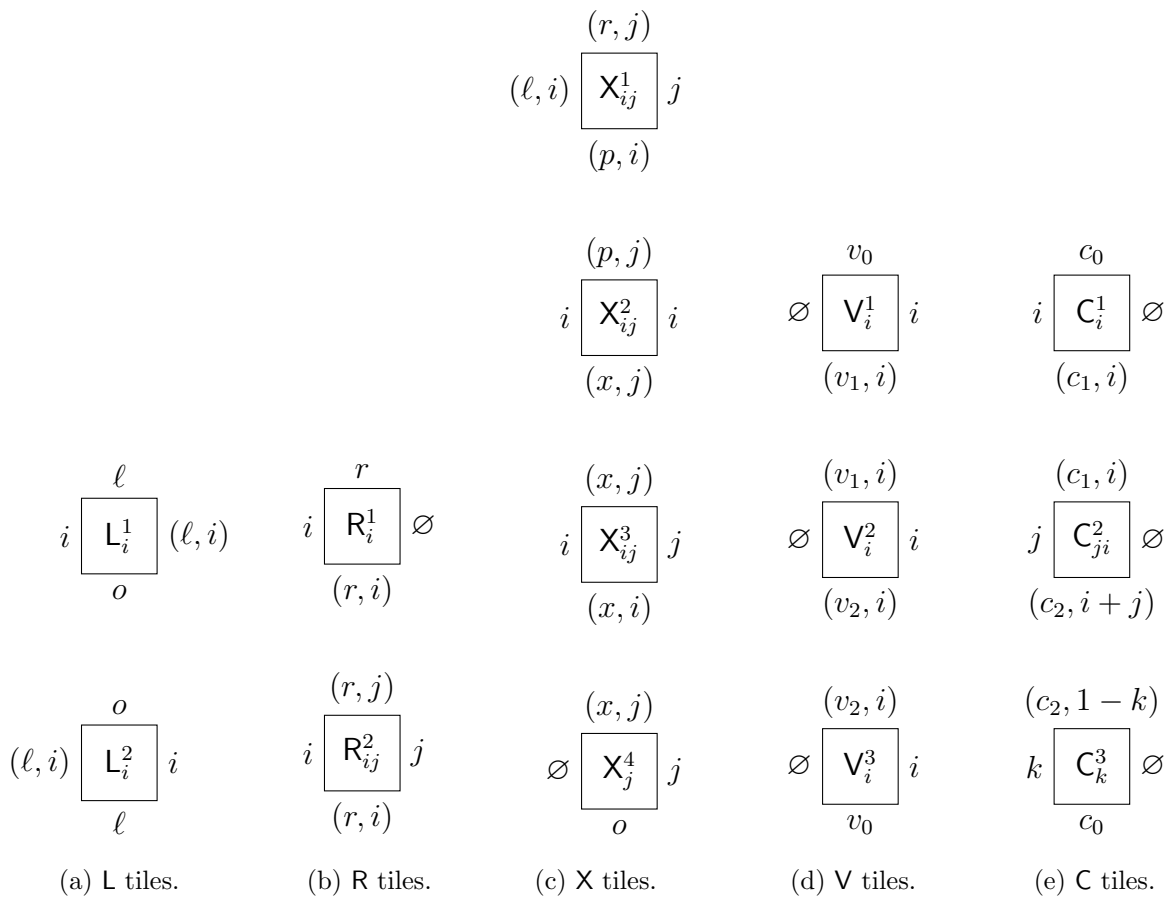 (r, j)
(ℓ, i) X¹ᵢⱼ j
(p, i)
(p, j) v₀ c₀
i X²ᵢⱼ i ∅ V¹ᵢ i i C¹ᵢ ∅
(x, j) (v₁, i) (c₁, i)
ℓ r (x, j) (v₁, i) (c₁, i)
i L¹ᵢ (ℓ, i) i R¹ᵢ ∅ i X³ᵢⱼ j ∅ V²ᵢ i j C²ⱼᵢ ∅
o (r, i) (x, i) (v₂, i) (c₂, i + j)
o (r, j) (x, j) (v₂, i) (c₂, 1 − k)
(ℓ, i) L²ᵢ i i R²ᵢⱼ j ∅ X⁴ⱼ j ∅ V³ᵢ i k C³ₖ ∅
ℓ (r, i) o v₀ c₀
(a) L tiles. (b) R tiles. (c) X tiles. (d) V tiles. (e) C tiles.